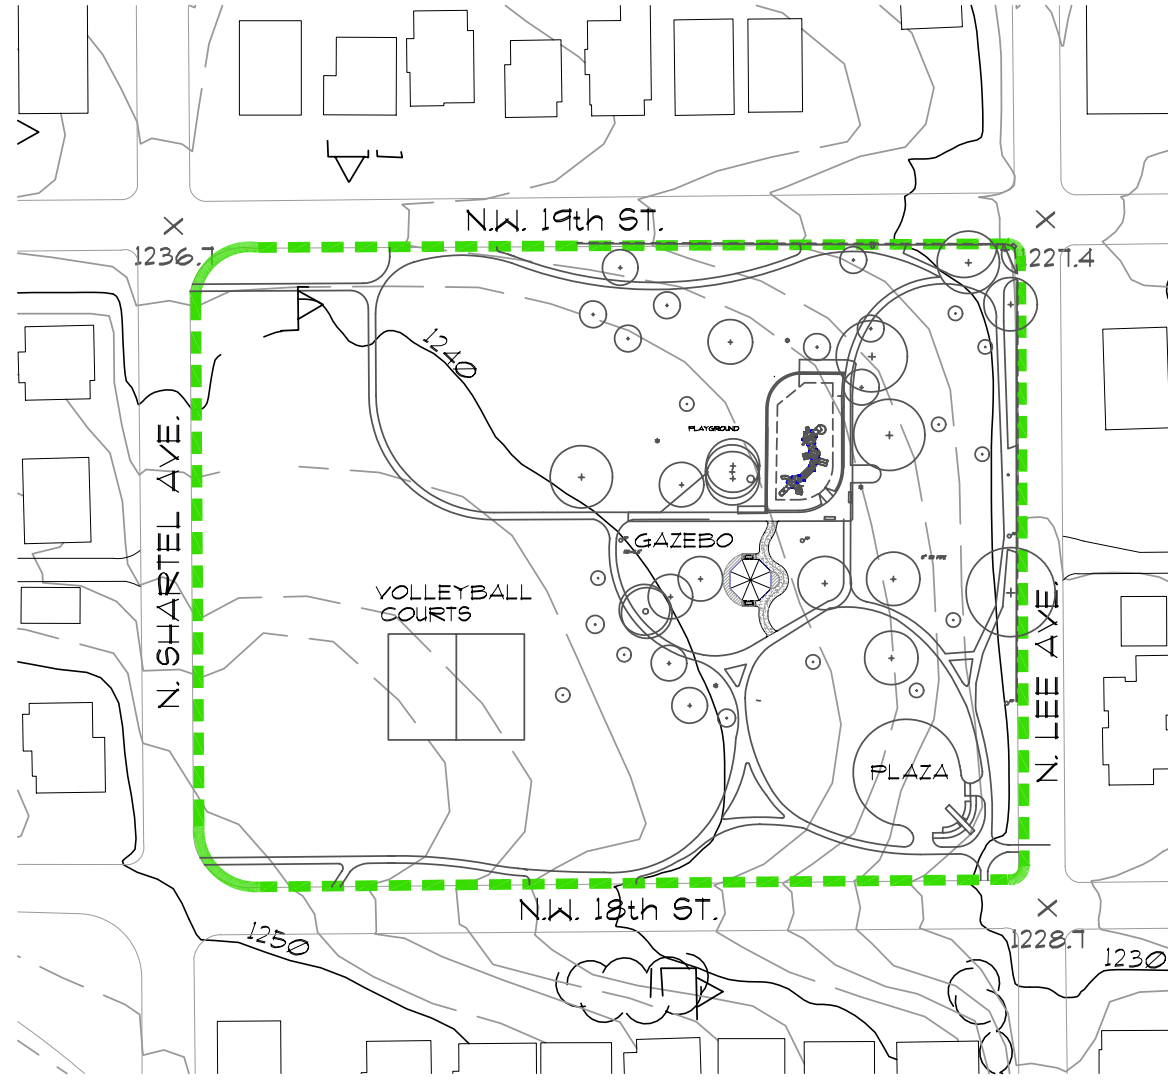 N.W. 19th ST.
1236.7
1227.4
1240
PLAYGROUND
N. SHARTEL AVE.
GAZEBO
VOLLEYBALL
COURTS
N. LEE AVE.
PLAZA
N.W. 18th ST.
1250
1228.7
1230